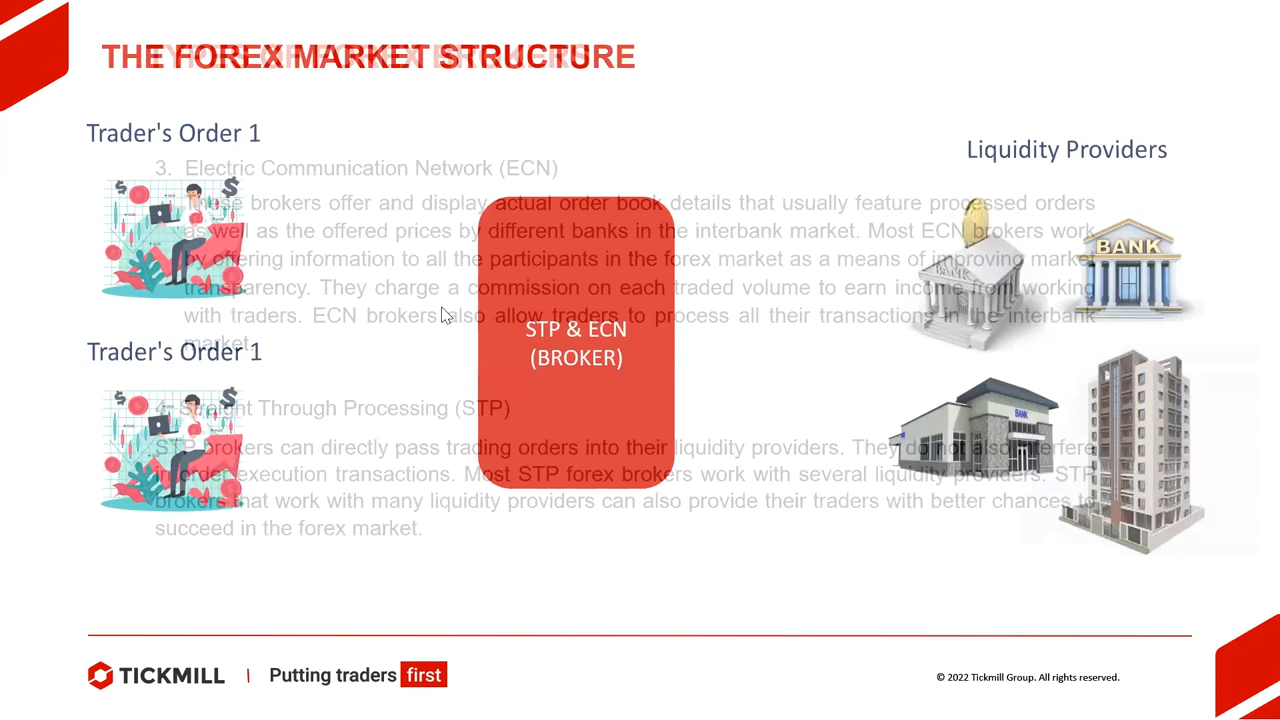 THE FOREX MARKET STRUCTURE
TYPES OF FOREX BROKERS
Trader's Order 1
Liquidity Providers
3. Electric Communication Network (ECN)
These brokers offer and display actual order book details that usually feature processed orders
as well as the offered prices by different banks in the interbank market. Most ECN brokers work
by offering information to all the participants in the forex market as a means of improving market
transparency. They charge a commission on each traded volume to earn income from working
with traders. ECN brokers also allow traders to process all their transactions in the interbank
market.
BANK
BANK
STP & ECN
(BROKER)
Trader's Order 1
4. Straight Through Processing (STP)
BANK
STP brokers can directly pass trading orders into their liquidity providers. They do not also interfere
in order execution transactions. Most STP forex brokers work with several liquidity providers. STP
brokers that work with many liquidity providers can also provide their traders with better chances to
succeed in the forex market.
TICKMILL | Putting traders first
© 2022 Tickmill Group. All rights reserved.